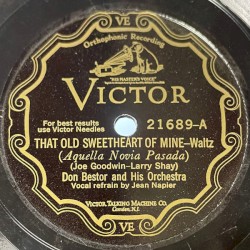 VE
Orthophonic Recording
"HIS MASTER'S VOICE"
VICTOR
For best results
use Victor Needles
21689-A
THAT OLD SWEETHEART OF MINE–Waltz
(Aquella Novia Pasada)
(Joe Goodwin–Larry Shay)
Don Bestor and His Orchestra
Vocal refrain by Jean Napier
VICTOR TALKING MACHINE CO.
Camden, N.J.
VE